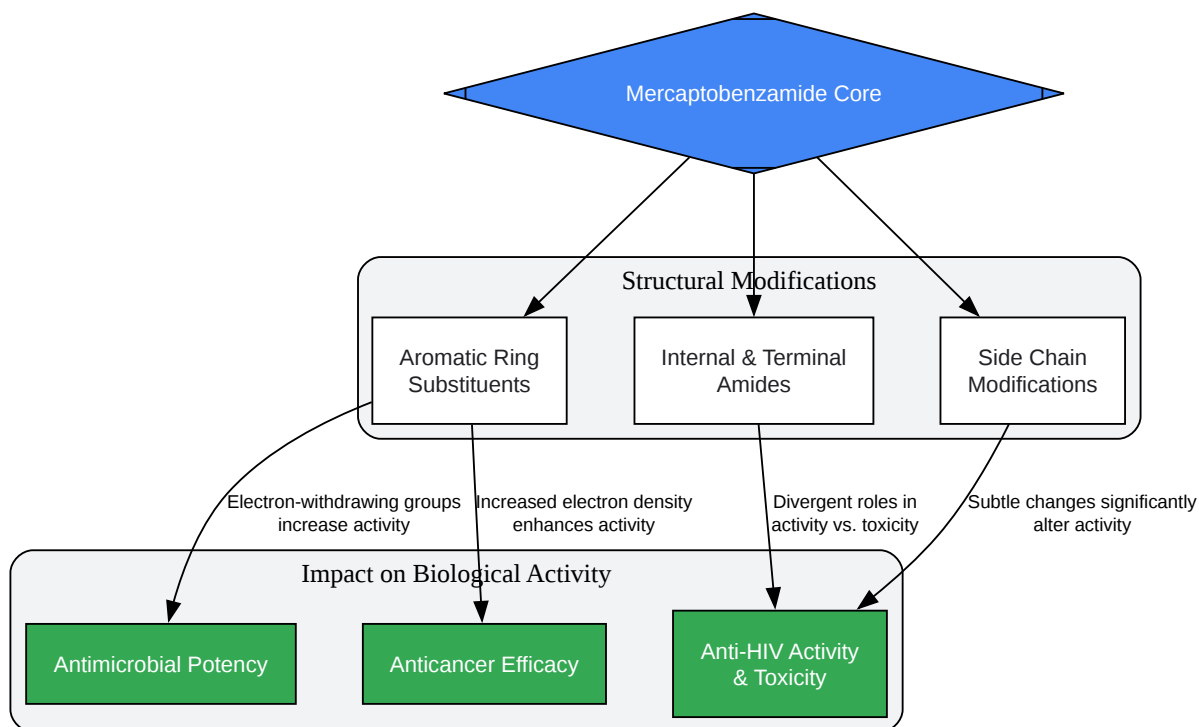 Mercaptobenzamide Core
Structural Modifications
Aromatic Ring
Substituents
Internal & Terminal
Amides
Side Chain
Modifications
Electron-withdrawing groups
increase activity
Increased electron density
enhances activity
Divergent roles in
activity vs. toxicity
Subtle changes significantly
alter activity
Impact on Biological Activity
Antimicrobial Potency
Anticancer Efficacy
Anti-HIV Activity
& Toxicity